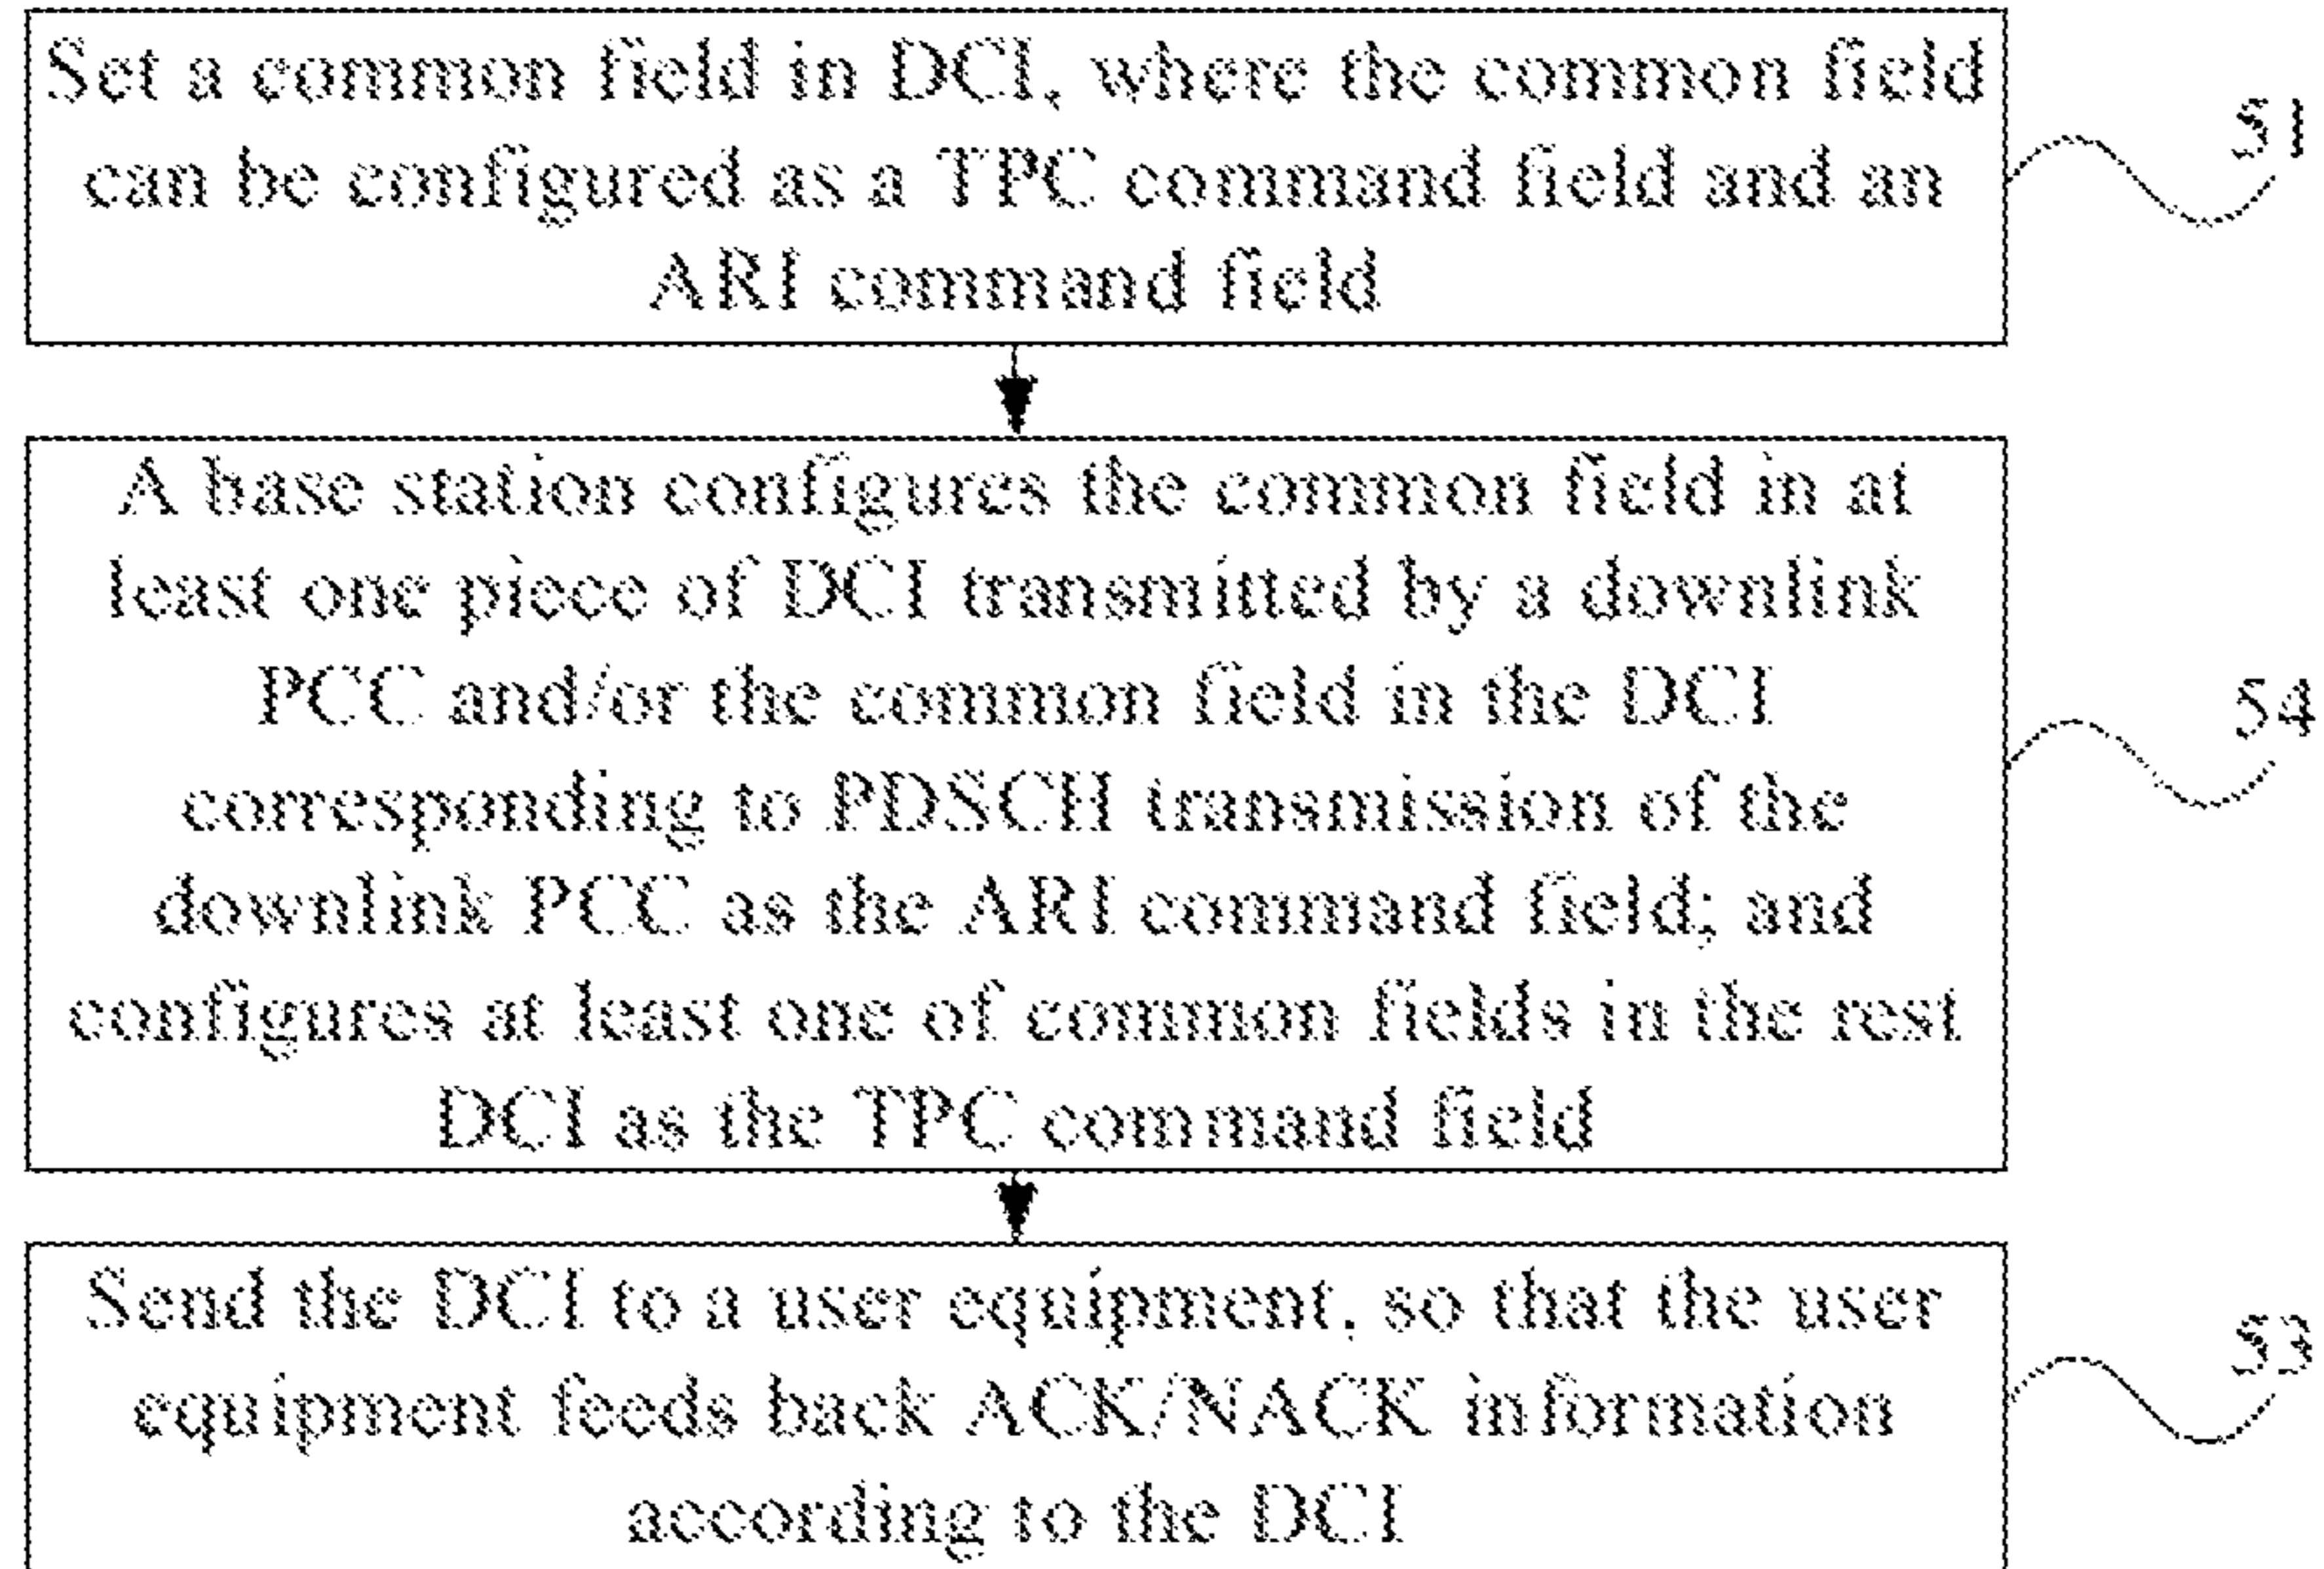 Set a common field in DCI, where the common field
can be configured as a TPC command field and an
ARI command field
51
A base station configures the common field in at
least one piece of DCI transmitted by a downlink
PCC and/or the common field in the DCI
corresponding to PDSCH transmission of the
downlink PCC as the ARI command field; and
configures at least one of common fields in the rest
DCI as the TPC command field
54
Send the DCI to a user equipment, so that the user
equipment feeds back ACK/NACK information
according to the DCI
53